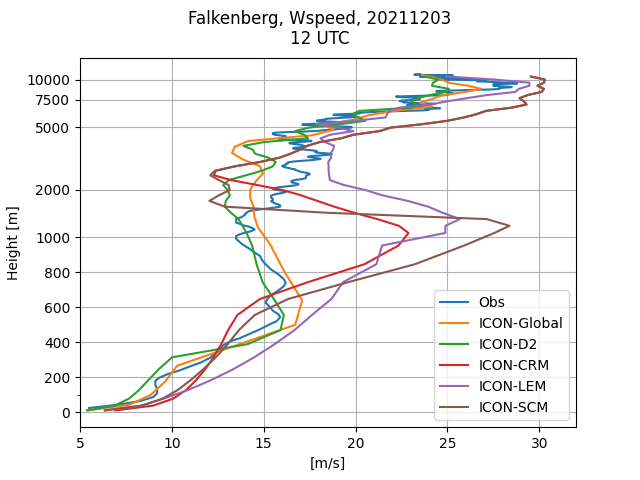 Falkenberg, Wspeed, 20211203
12 UTC
10000
7500
5000
2000
1000
800
600
400
200
0
Height [m]
Obs
ICON-Global
ICON-D2
ICON-CRM
ICON-LEM
ICON-SCM
5 10 15 20 25 30
[m/s]